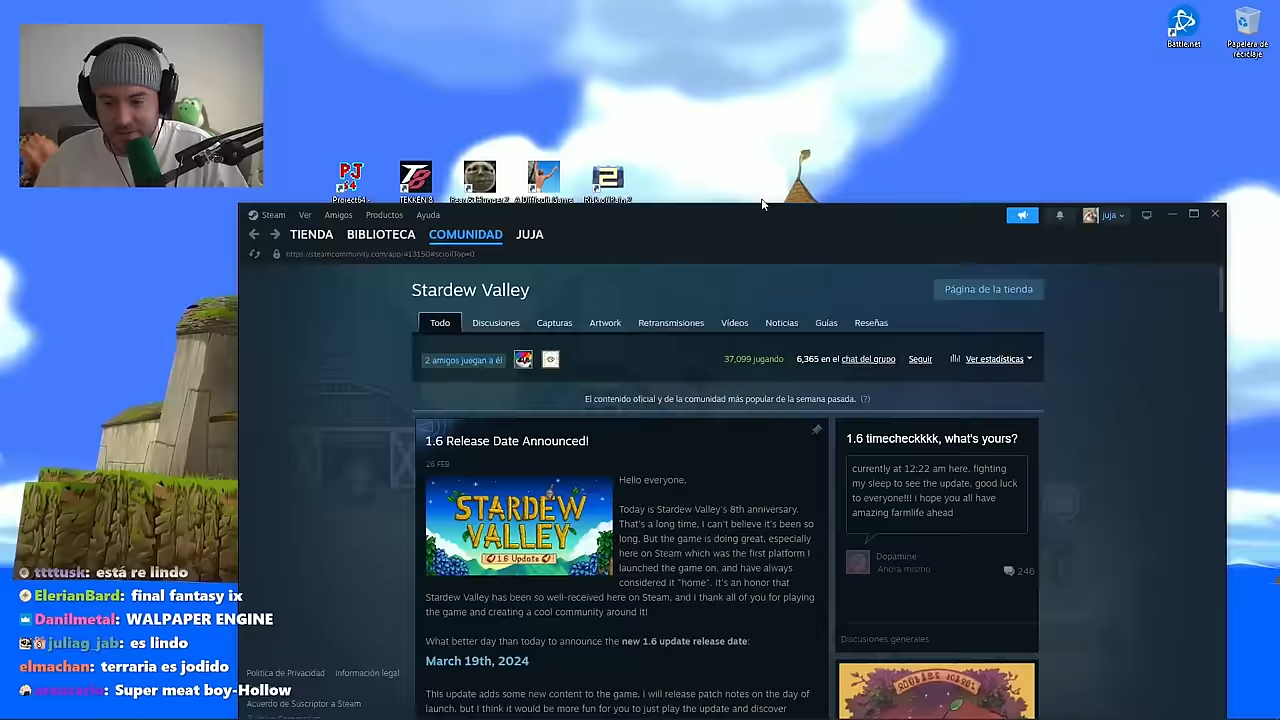 Battle.net
Papelera de
reciclaje
PJ
64
T8
2
Project64
TEKKEN 8
Steam Ver Amigos Productos Ayuda
juja
TIENDA BIBLIOTECA COMUNIDAD JUJA
https://steamcommunity.com/app/413150#scrollTop=0
Stardew Valley
Página de la tienda
Todo Discusiones Capturas Artwork Retransmisiones Vídeos Noticias Guías Reseñas
2 amigos juegan a él
37,099 jugando 6,365 en el chat del grupo Seguir Ver estadísticas
El contenido oficial y de la comunidad más popular de la semana pasada. (?)
1.6 Release Date Announced!
26 FEB
STARDEW
VALLEY
1.6 Update
Hello everyone,
Today is Stardew Valley's 8th anniversary.
That's a long time, I can't believe it's been so
long. But the game is doing great, especially
here on Steam which was the first platform I
launched the game on, and have always
considered it "home". It's an honor that
Stardew Valley has been so well-received here on Steam, and I thank all of you for playing
the game and creating a cool community around it!
What better day than today to announce the new 1.6 update release date:
March 19th, 2024
This update adds some new content to the game. I will release patch notes on the day of
launch, but I think it would be more fun for you to just play the update and discover
1.6 timecheckkkk, what's yours?
currently at 12:22 am here. fighting
my sleep to see the update. good luck
to everyone!!! i hope you all have
amazing farmlife ahead
Dopamine
Ahora mismo
246
Discusiones generales
ttttusk: está re lindo
ElerianBard: final fantasy ix
Danilmetal: WALPAPER ENGINE
juliag_jab: es lindo
elmachan: terraria es jodido
Super meat boy-Hollow
Política de Privacidad Información legal
Acuerdo de Suscriptor a Steam